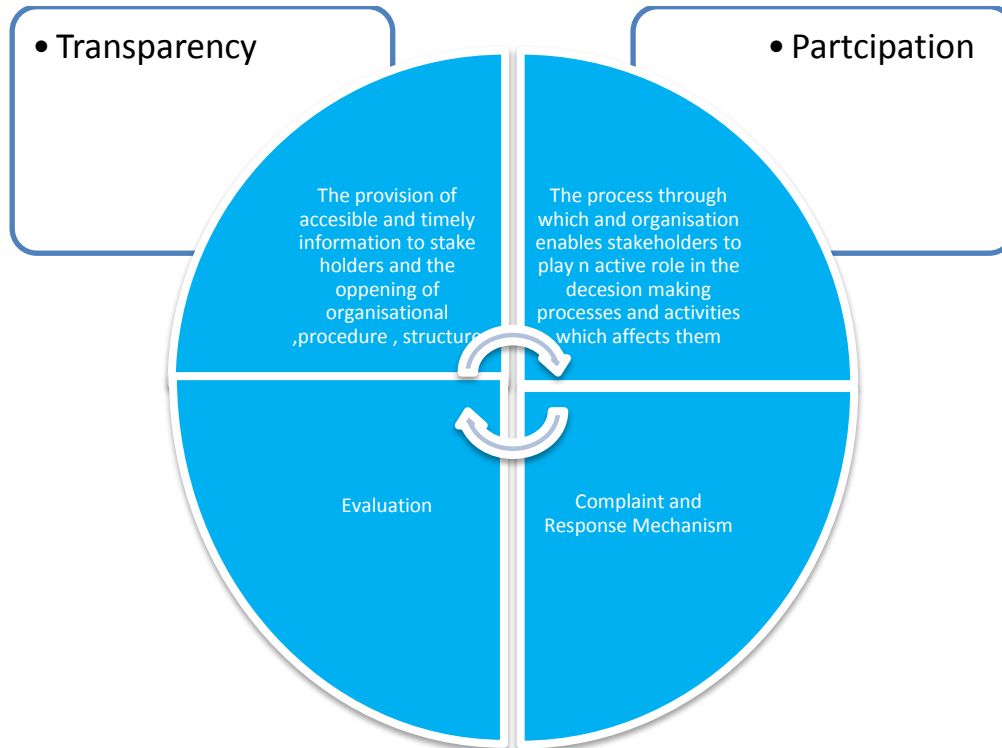 • Transparency
• Partcipation
The provision of
accesible and timely
information to stake
holders and the
oppening of
organisational
,procedure , structure
The process through
which and organisation
enables stakeholders to
play n active role in the
decesion making
processes and activities
which affects them
Evaluation
Complaint and
Response Mechanism